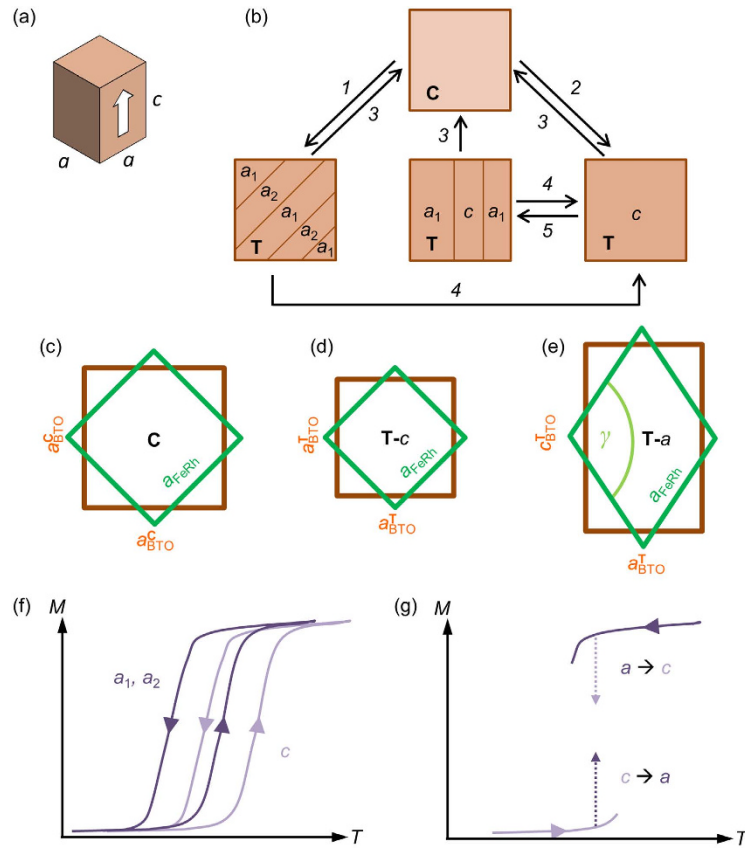 (a)
c
a
a
(b)
C
1
3
3
2
3
a₁
a₂
a₁
a₂
a₁
T
a₁ c a₁
T
4
5
c
T
4
(c)
C
aᶜBTO
aFeRh
aᶜBTO
(d)
T-c
aᵀBTO
aFeRh
aᵀBTO
(e)
γ T-a
cᵀBTO
aFeRh
aᵀBTO
(f)
M
a₁, a₂
c
T
(g)
M
a → c
c → a
T